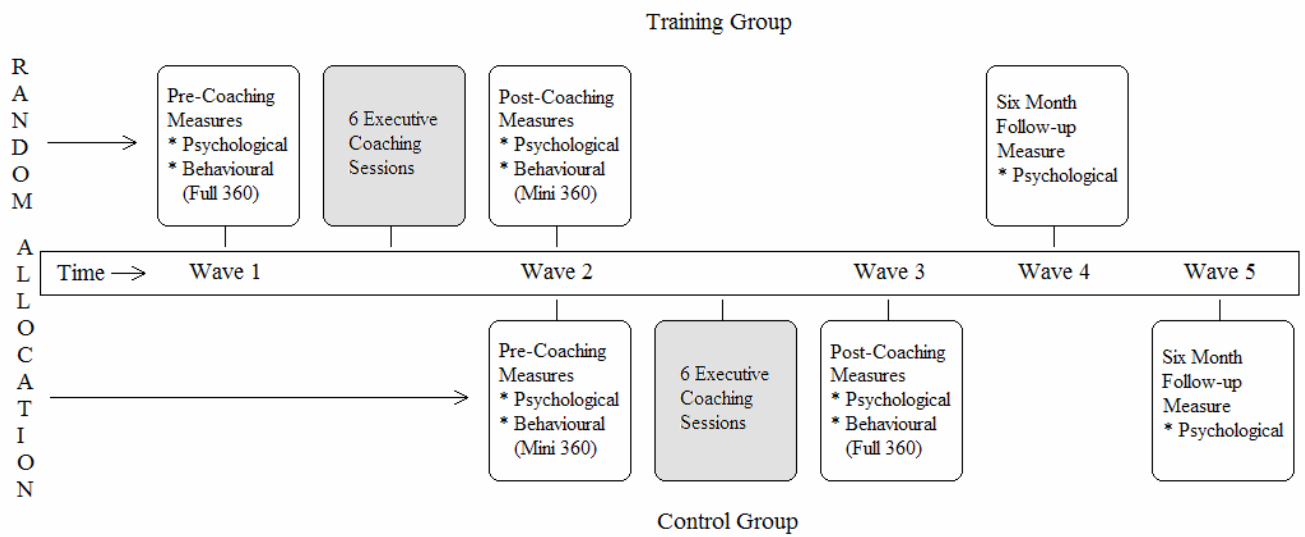 Training Group
RANDOM ALLOCATION
Pre-Coaching
Measures
* Psychological
* Behavioural
(Full 360)
6 Executive
Coaching
Sessions
Post-Coaching
Measures
* Psychological
* Behavioural
(Mini 360)
Six Month
Follow-up
Measure
* Psychological
Time → Wave 1 Wave 2 Wave 3 Wave 4 Wave 5
Pre-Coaching
Measures
* Psychological
* Behavioural
(Mini 360)
6 Executive
Coaching
Sessions
Post-Coaching
Measures
* Psychological
* Behavioural
(Full 360)
Six Month
Follow-up
Measure
* Psychological
Control Group